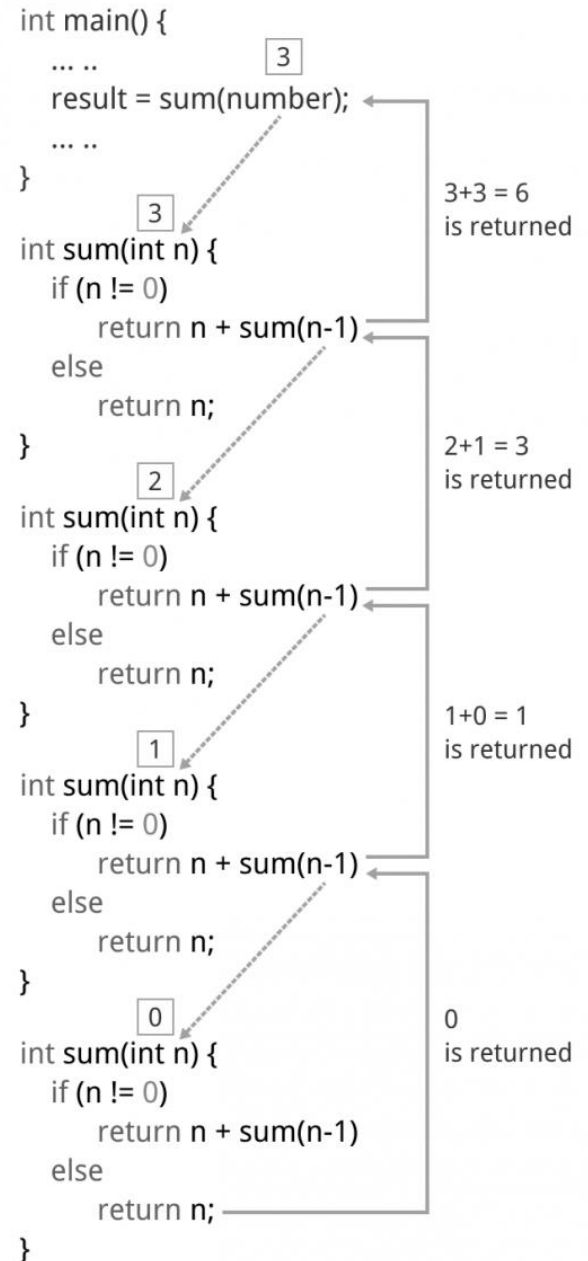 int main() {
... ..
3
result = sum(number);
... ..
}
3+3 = 6
is returned
3
int sum(int n) {
if (n != 0)
return n + sum(n-1)
else
return n;
}
2+1 = 3
is returned
2
int sum(int n) {
if (n != 0)
return n + sum(n-1)
else
return n;
}
1+0 = 1
is returned
1
int sum(int n) {
if (n != 0)
return n + sum(n-1)
else
return n;
}
0
is returned
0
int sum(int n) {
if (n != 0)
return n + sum(n-1)
else
return n;
}